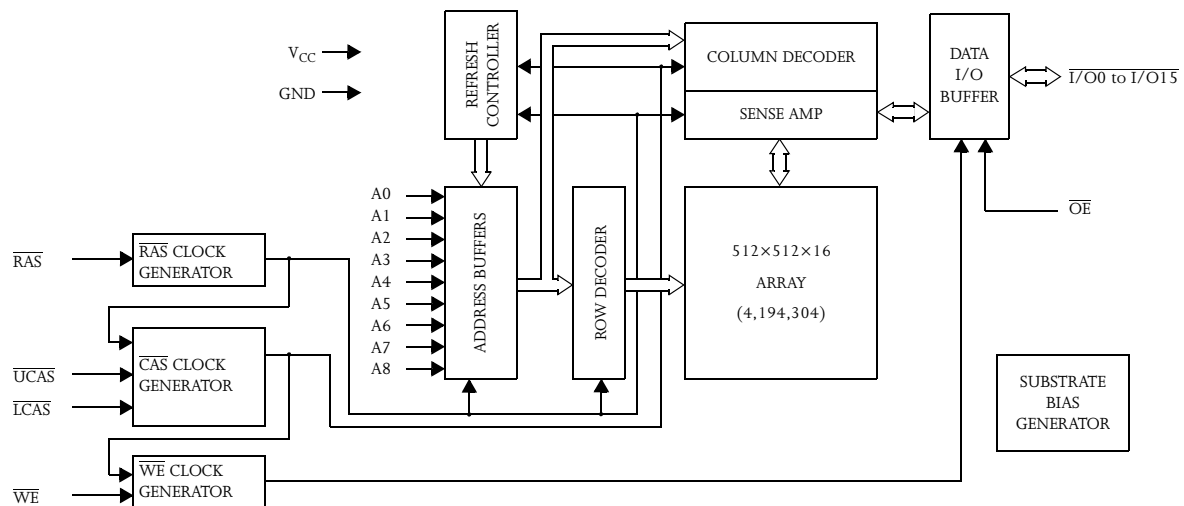 V_CC
GND
REFRESH
CONTROLLER
COLUMN DECODER
SENSE AMP
DATA
I/O
BUFFER
I/O0 to I/O15
OE
A0
A1
A2
A3
A4
A5
A6
A7
A8
ADDRESS BUFFERS
ROW DECODER
512×512×16
ARRAY
(4,194,304)
RAS
RAS CLOCK
GENERATOR
UCAS
LCAS
CAS CLOCK
GENERATOR
WE
WE CLOCK
GENERATOR
SUBSTRATE
BIAS
GENERATOR